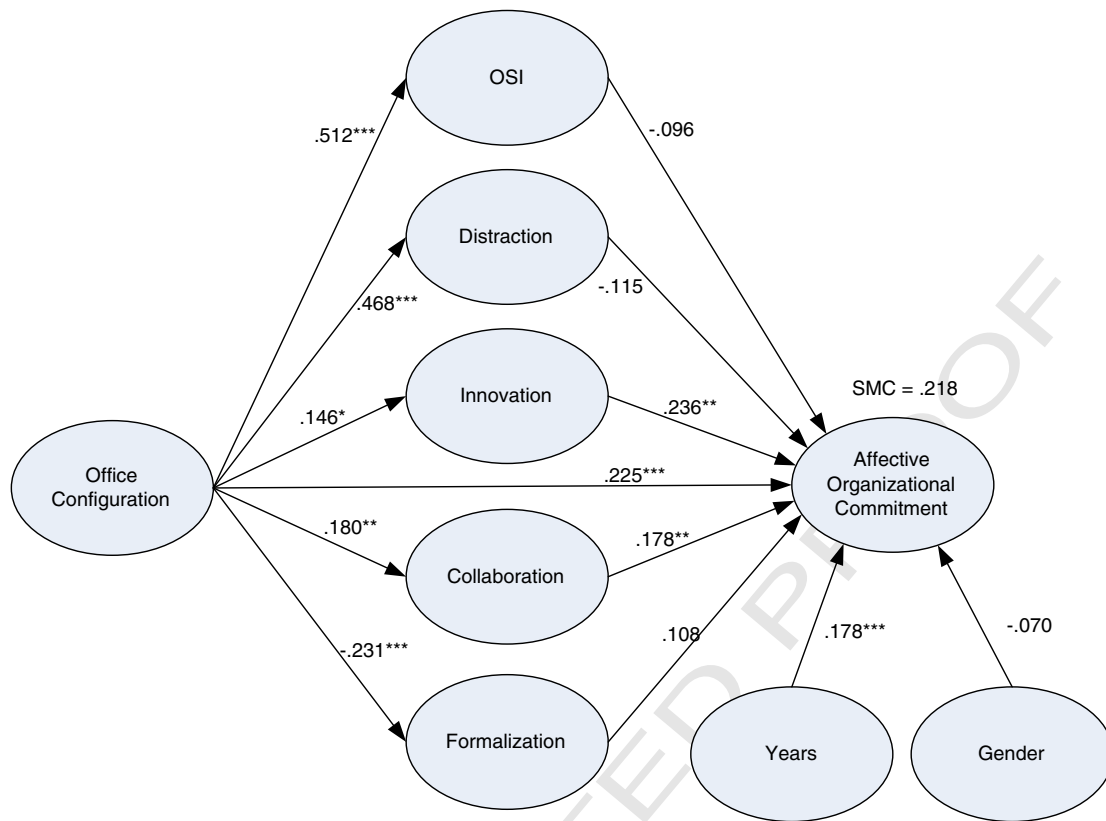 OSI
.512***
-.096
Distraction
.468***
-.115
Innovation
.146*
.236**
SMC = .218
Office
Configuration
.225***
Affective
Organizational
Commitment
.180**
.178**
Collaboration
-.231***
.108
.178***
-.070
Formalization
Years
Gender